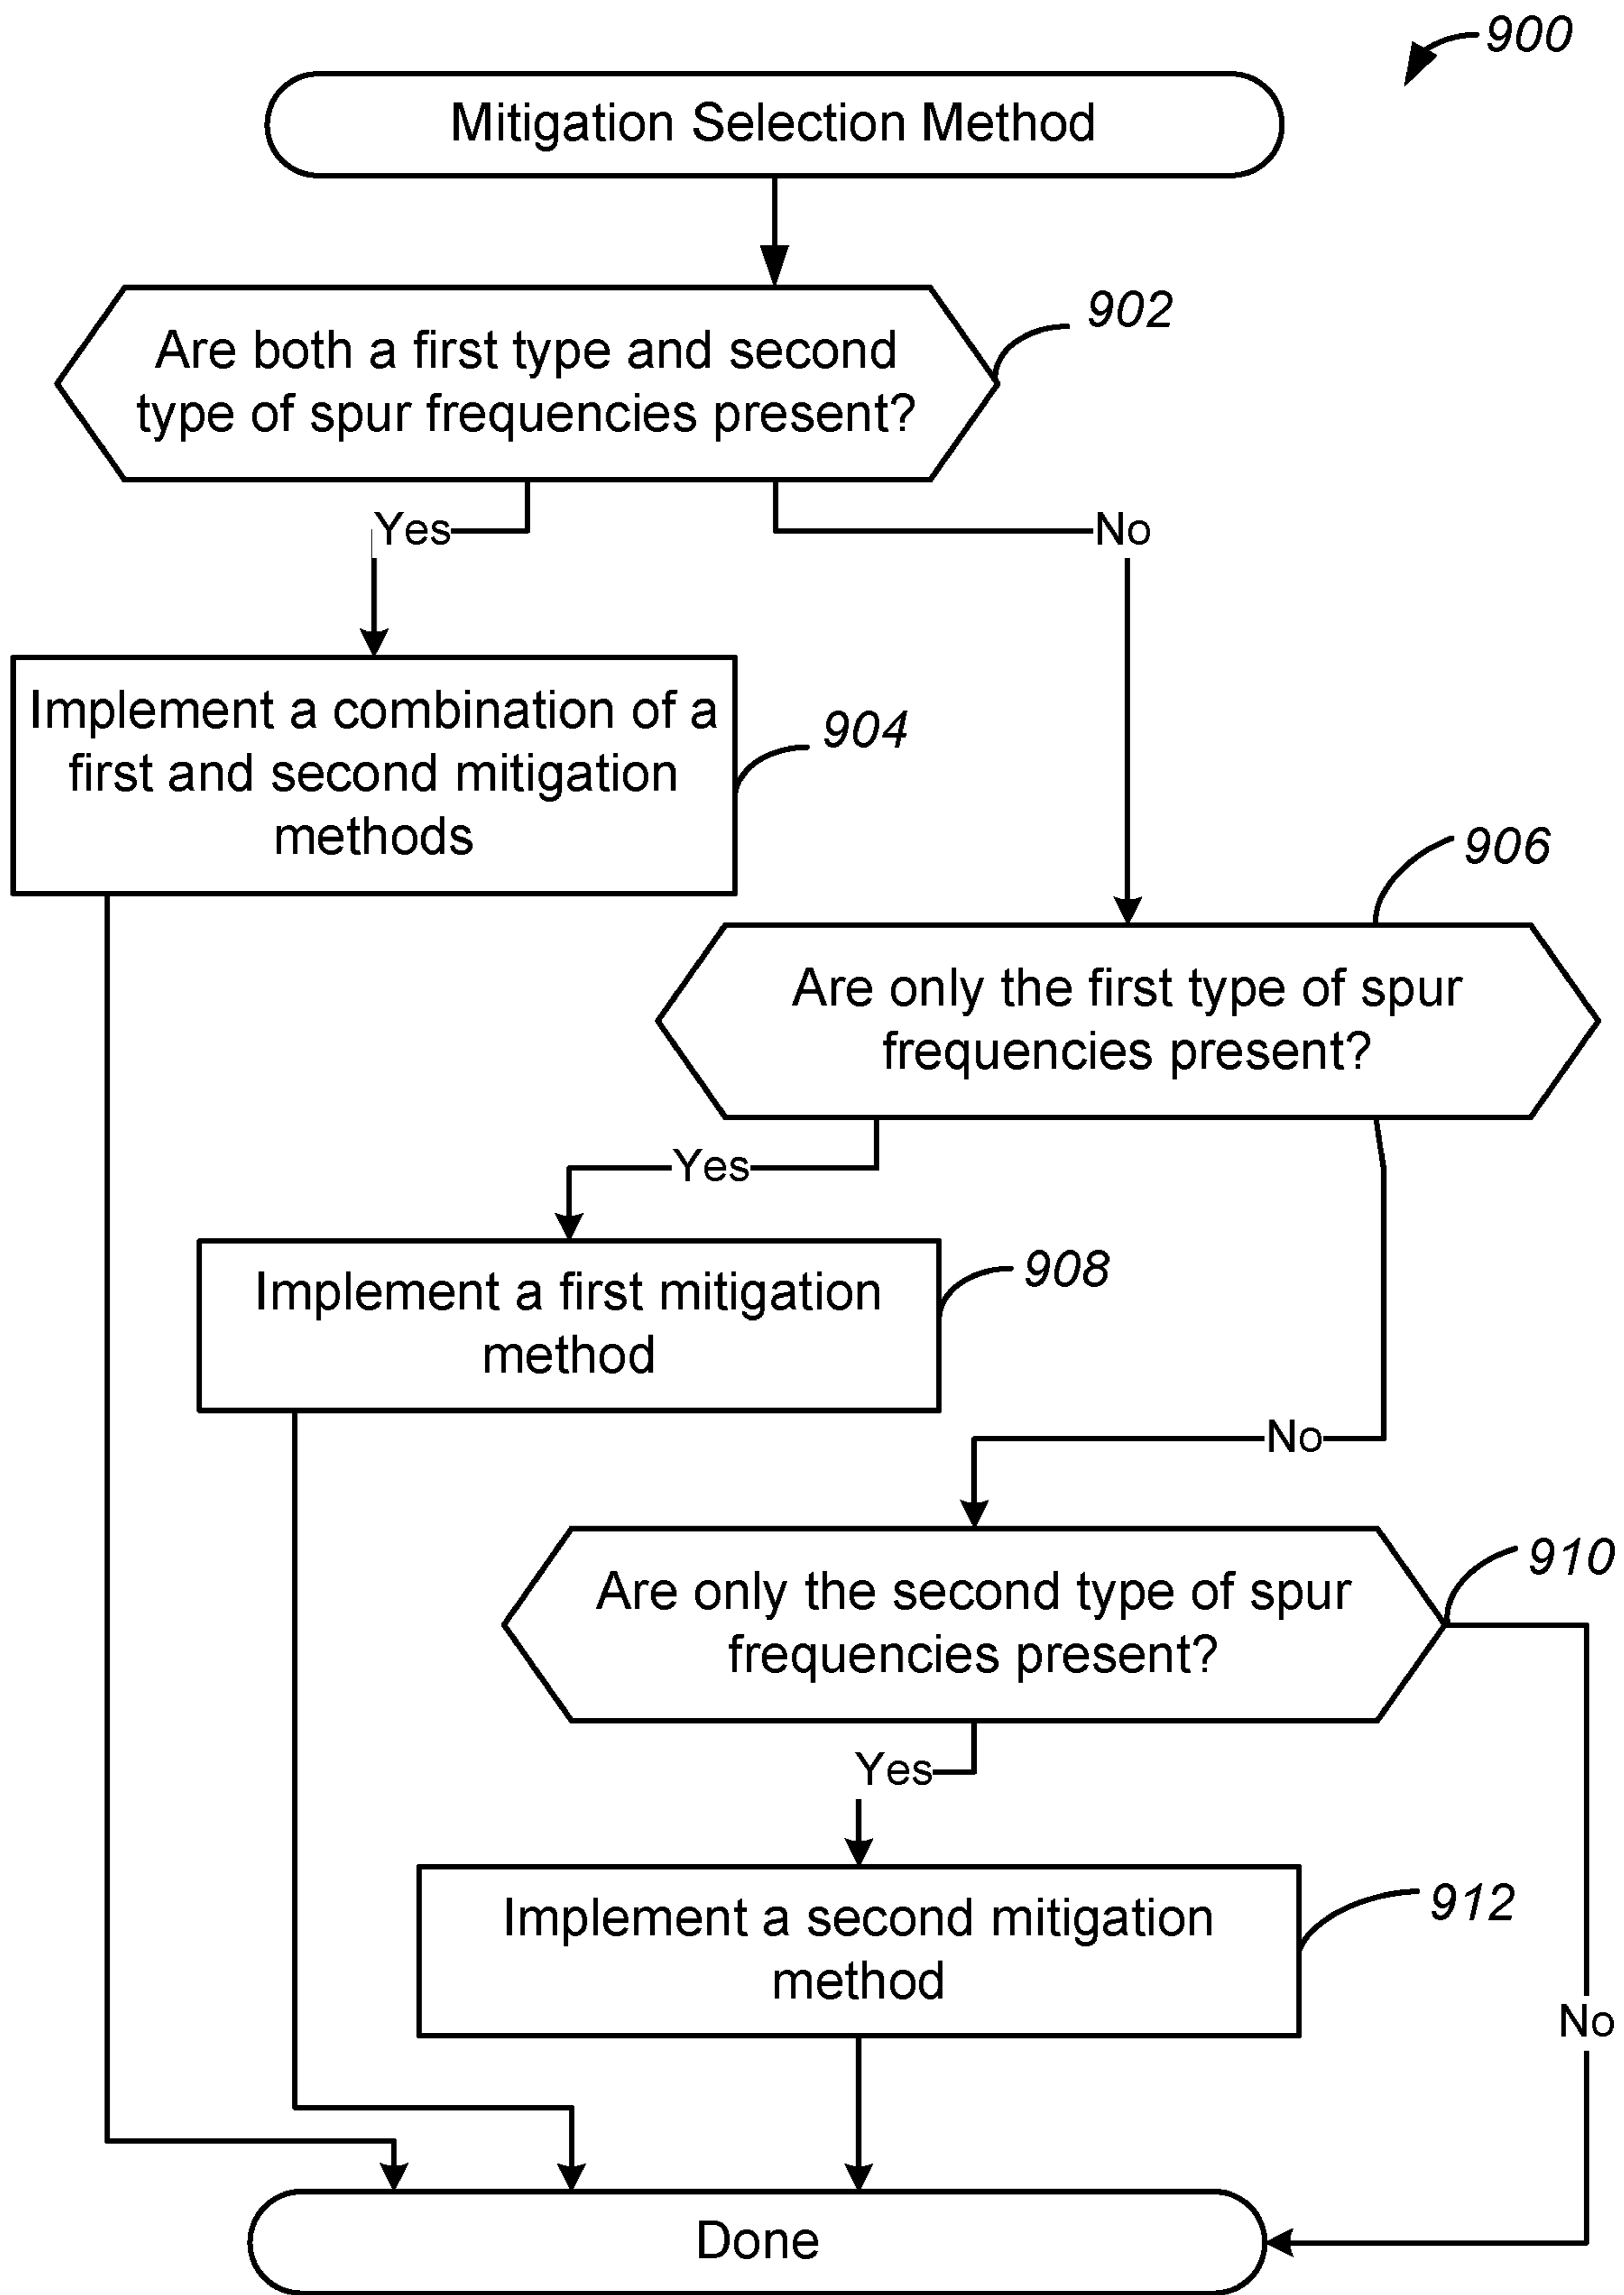 900
Mitigation Selection Method
902
Are both a first type and second
type of spur frequencies present?
Yes
No
Implement a combination of a
first and second mitigation
methods
904
906
Are only the first type of spur
frequencies present?
Yes
908
Implement a first mitigation
method
No
910
Are only the second type of spur
frequencies present?
Yes
912
Implement a second mitigation
method
No
Done